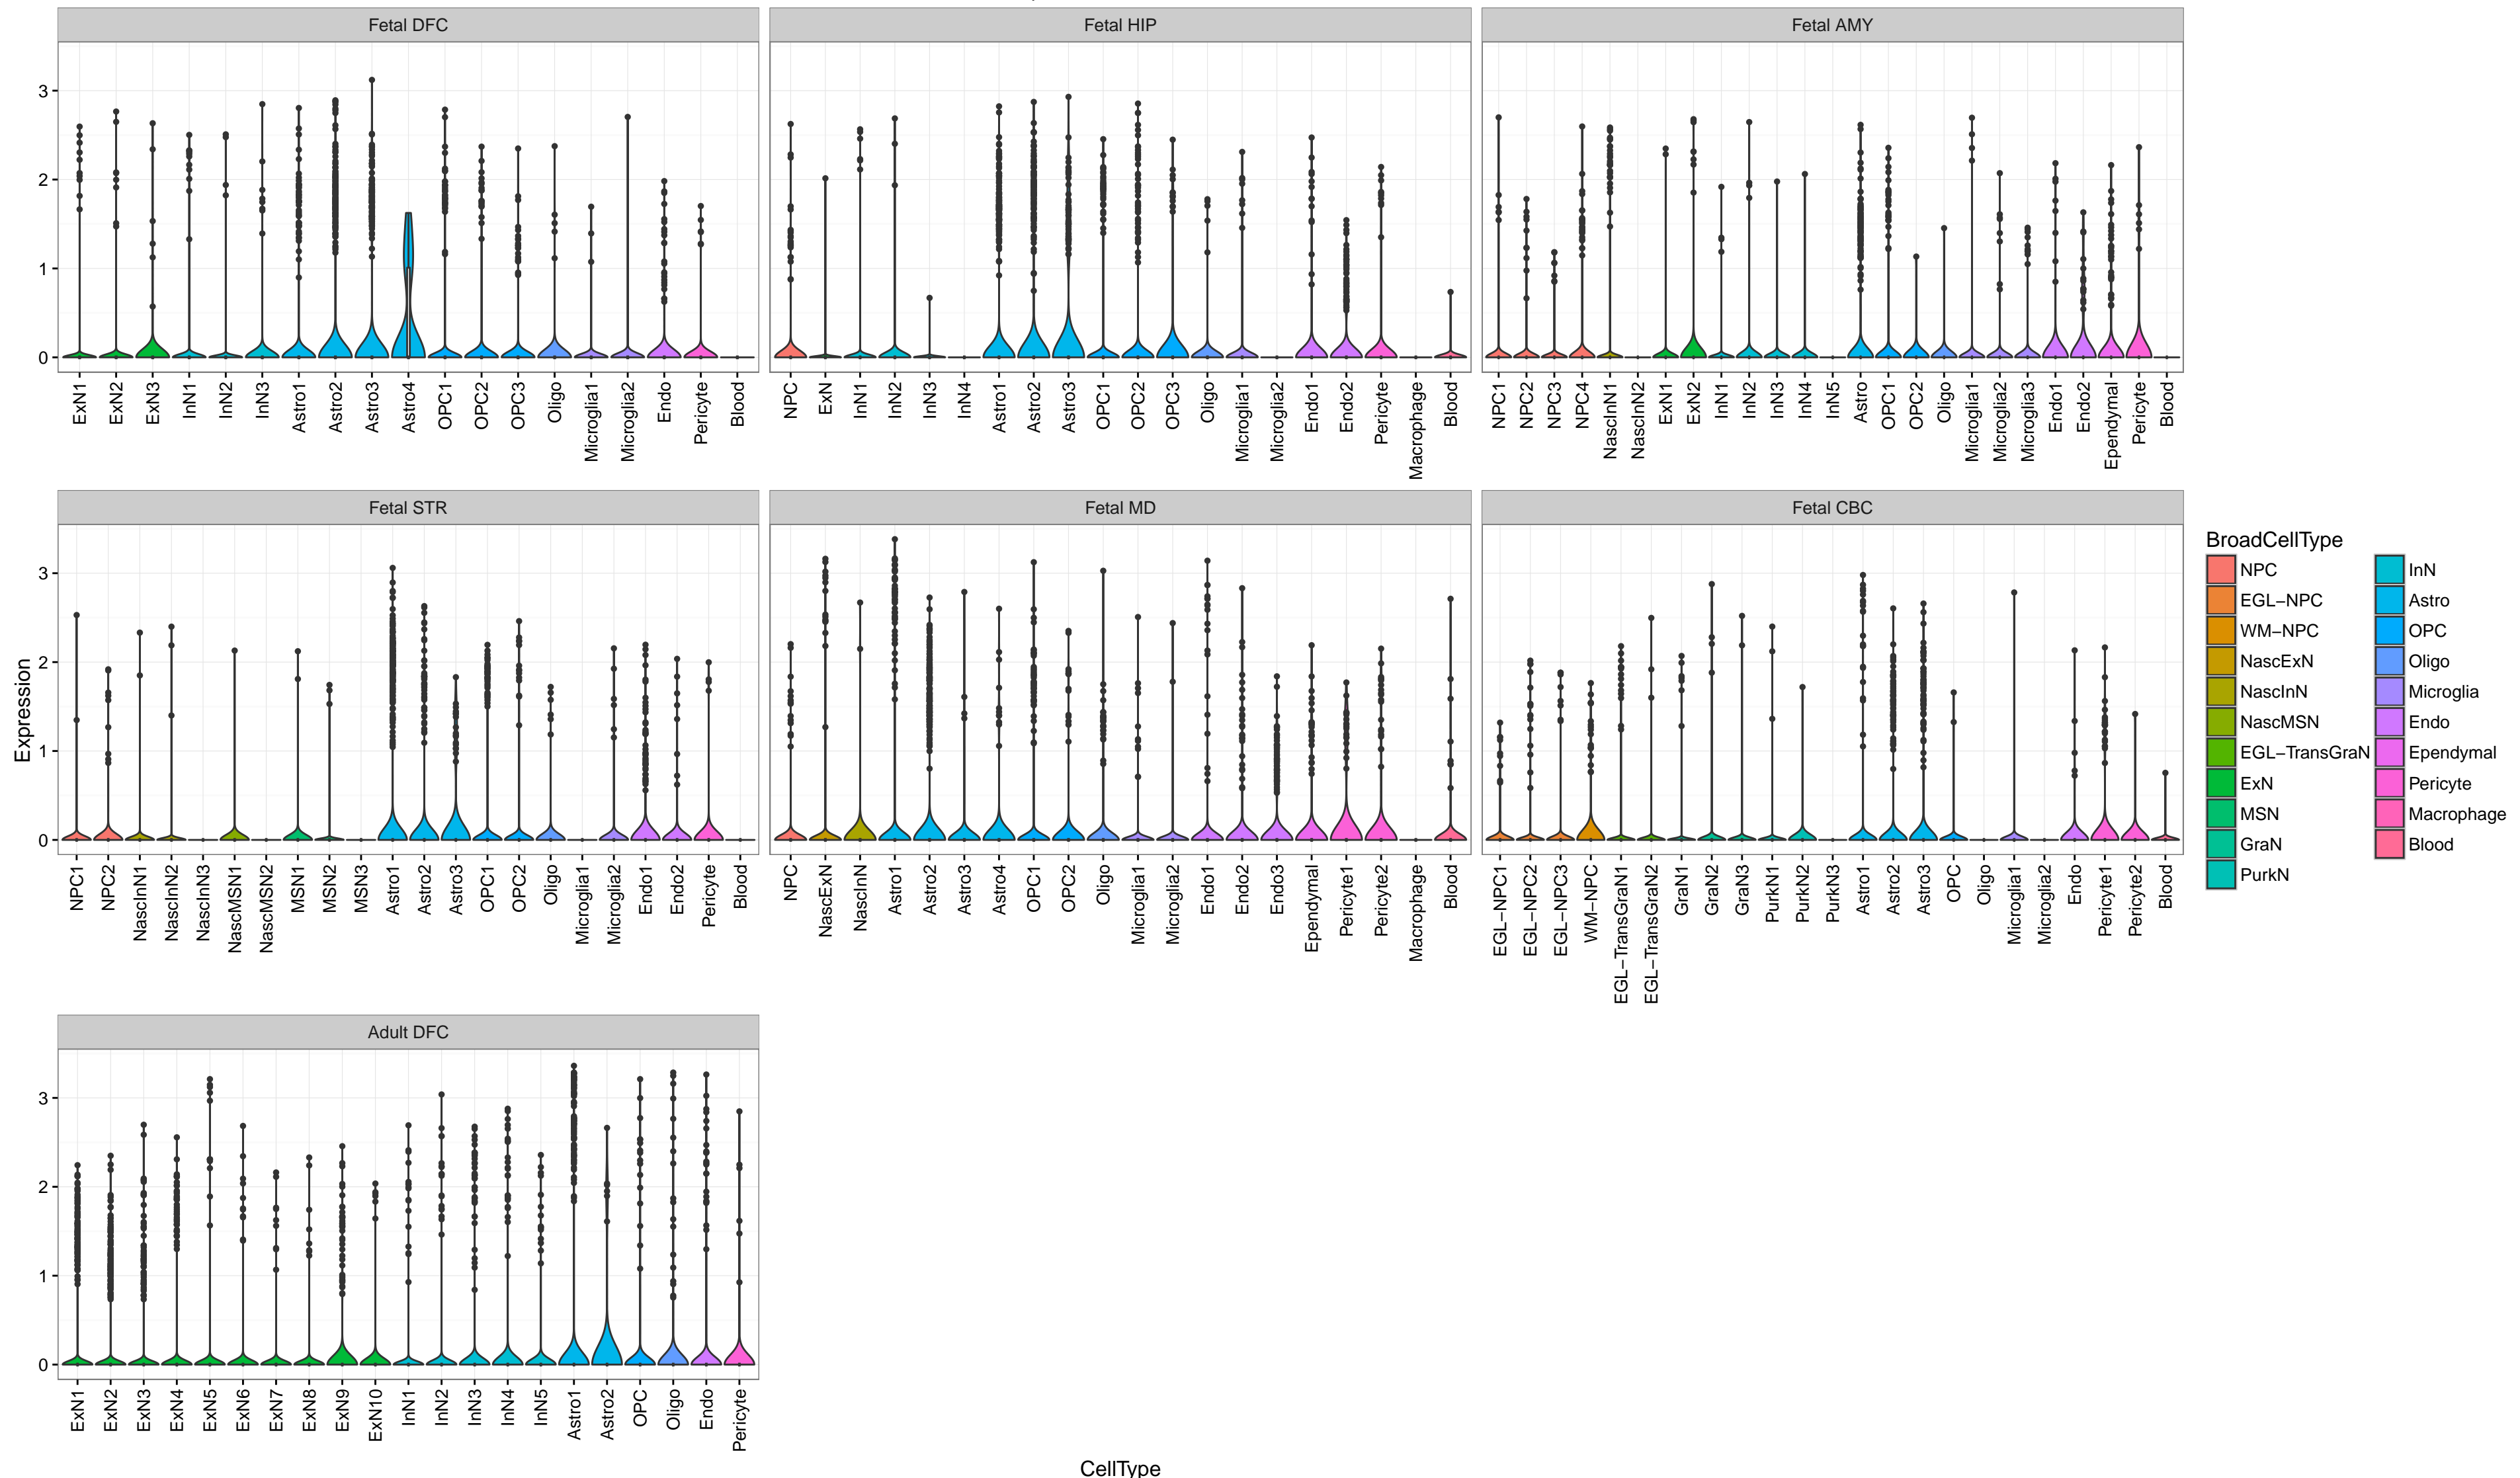 Fetal DFC Fetal HIP Fetal AMY
3
2
1
0
ExN1 ExN2 ExN3 InN1 InN2 InN3 Astro1 Astro2 Astro3 Astro4 OPC1 OPC2 OPC3 Oligo Microglia1 Microglia2 Endo Pericyte Blood
NPC ExN InN1 InN2 InN3 InN4 Astro1 Astro2 Astro3 OPC1 OPC2 OPC3 Oligo Microglia1 Microglia2 Endo1 Endo2 Pericyte Macrophage Blood
NPC1 NPC2 NPC3 NPC4 NascInN1 NascInN2 ExN1 ExN2 InN1 InN2 InN3 InN4 InN5 Astro OPC1 OPC2 Oligo Microglia1 Microglia2 Microglia3 Endo1 Endo2 Ependymal Pericyte Blood
Fetal STR Fetal MD Fetal CBC
Expression
3
2
1
0
NPC1 NPC2 NascInN1 NascInN2 NascInN3 NascMSN1 NascMSN2 MSN1 MSN2 MSN3 Astro1 Astro2 Astro3 OPC1 OPC2 Oligo Microglia1 Microglia2 Endo1 Endo2 Pericyte Blood
NPC NascExN NascInN Astro1 Astro2 Astro3 Astro4 OPC1 OPC2 Oligo Microglia1 Microglia2 Endo1 Endo2 Endo3 Ependymal Pericyte1 Pericyte2 Macrophage Blood
EGL−NPC1 EGL−NPC2 EGL−NPC3 WM−NPC EGL−TransGraN1 EGL−TransGraN2 GraN1 GraN2 GraN3 PurkN1 PurkN2 PurkN3 Astro1 Astro2 Astro3 OPC Oligo Microglia1 Microglia2 Endo Pericyte1 Pericyte2 Blood
BroadCellType
NPC InN
EGL−NPC Astro
WM−NPC OPC
NascExN Oligo
NascInN Microglia
NascMSN Endo
EGL−TransGraN Ependymal
ExN Pericyte
MSN Macrophage
GraN Blood
PurkN
Adult DFC
3
2
1
0
ExN1 ExN2 ExN3 ExN4 ExN5 ExN6 ExN7 ExN8 ExN9 ExN10 InN1 InN2 InN3 InN4 InN5 Astro1 Astro2 OPC Oligo Endo Pericyte
CellType